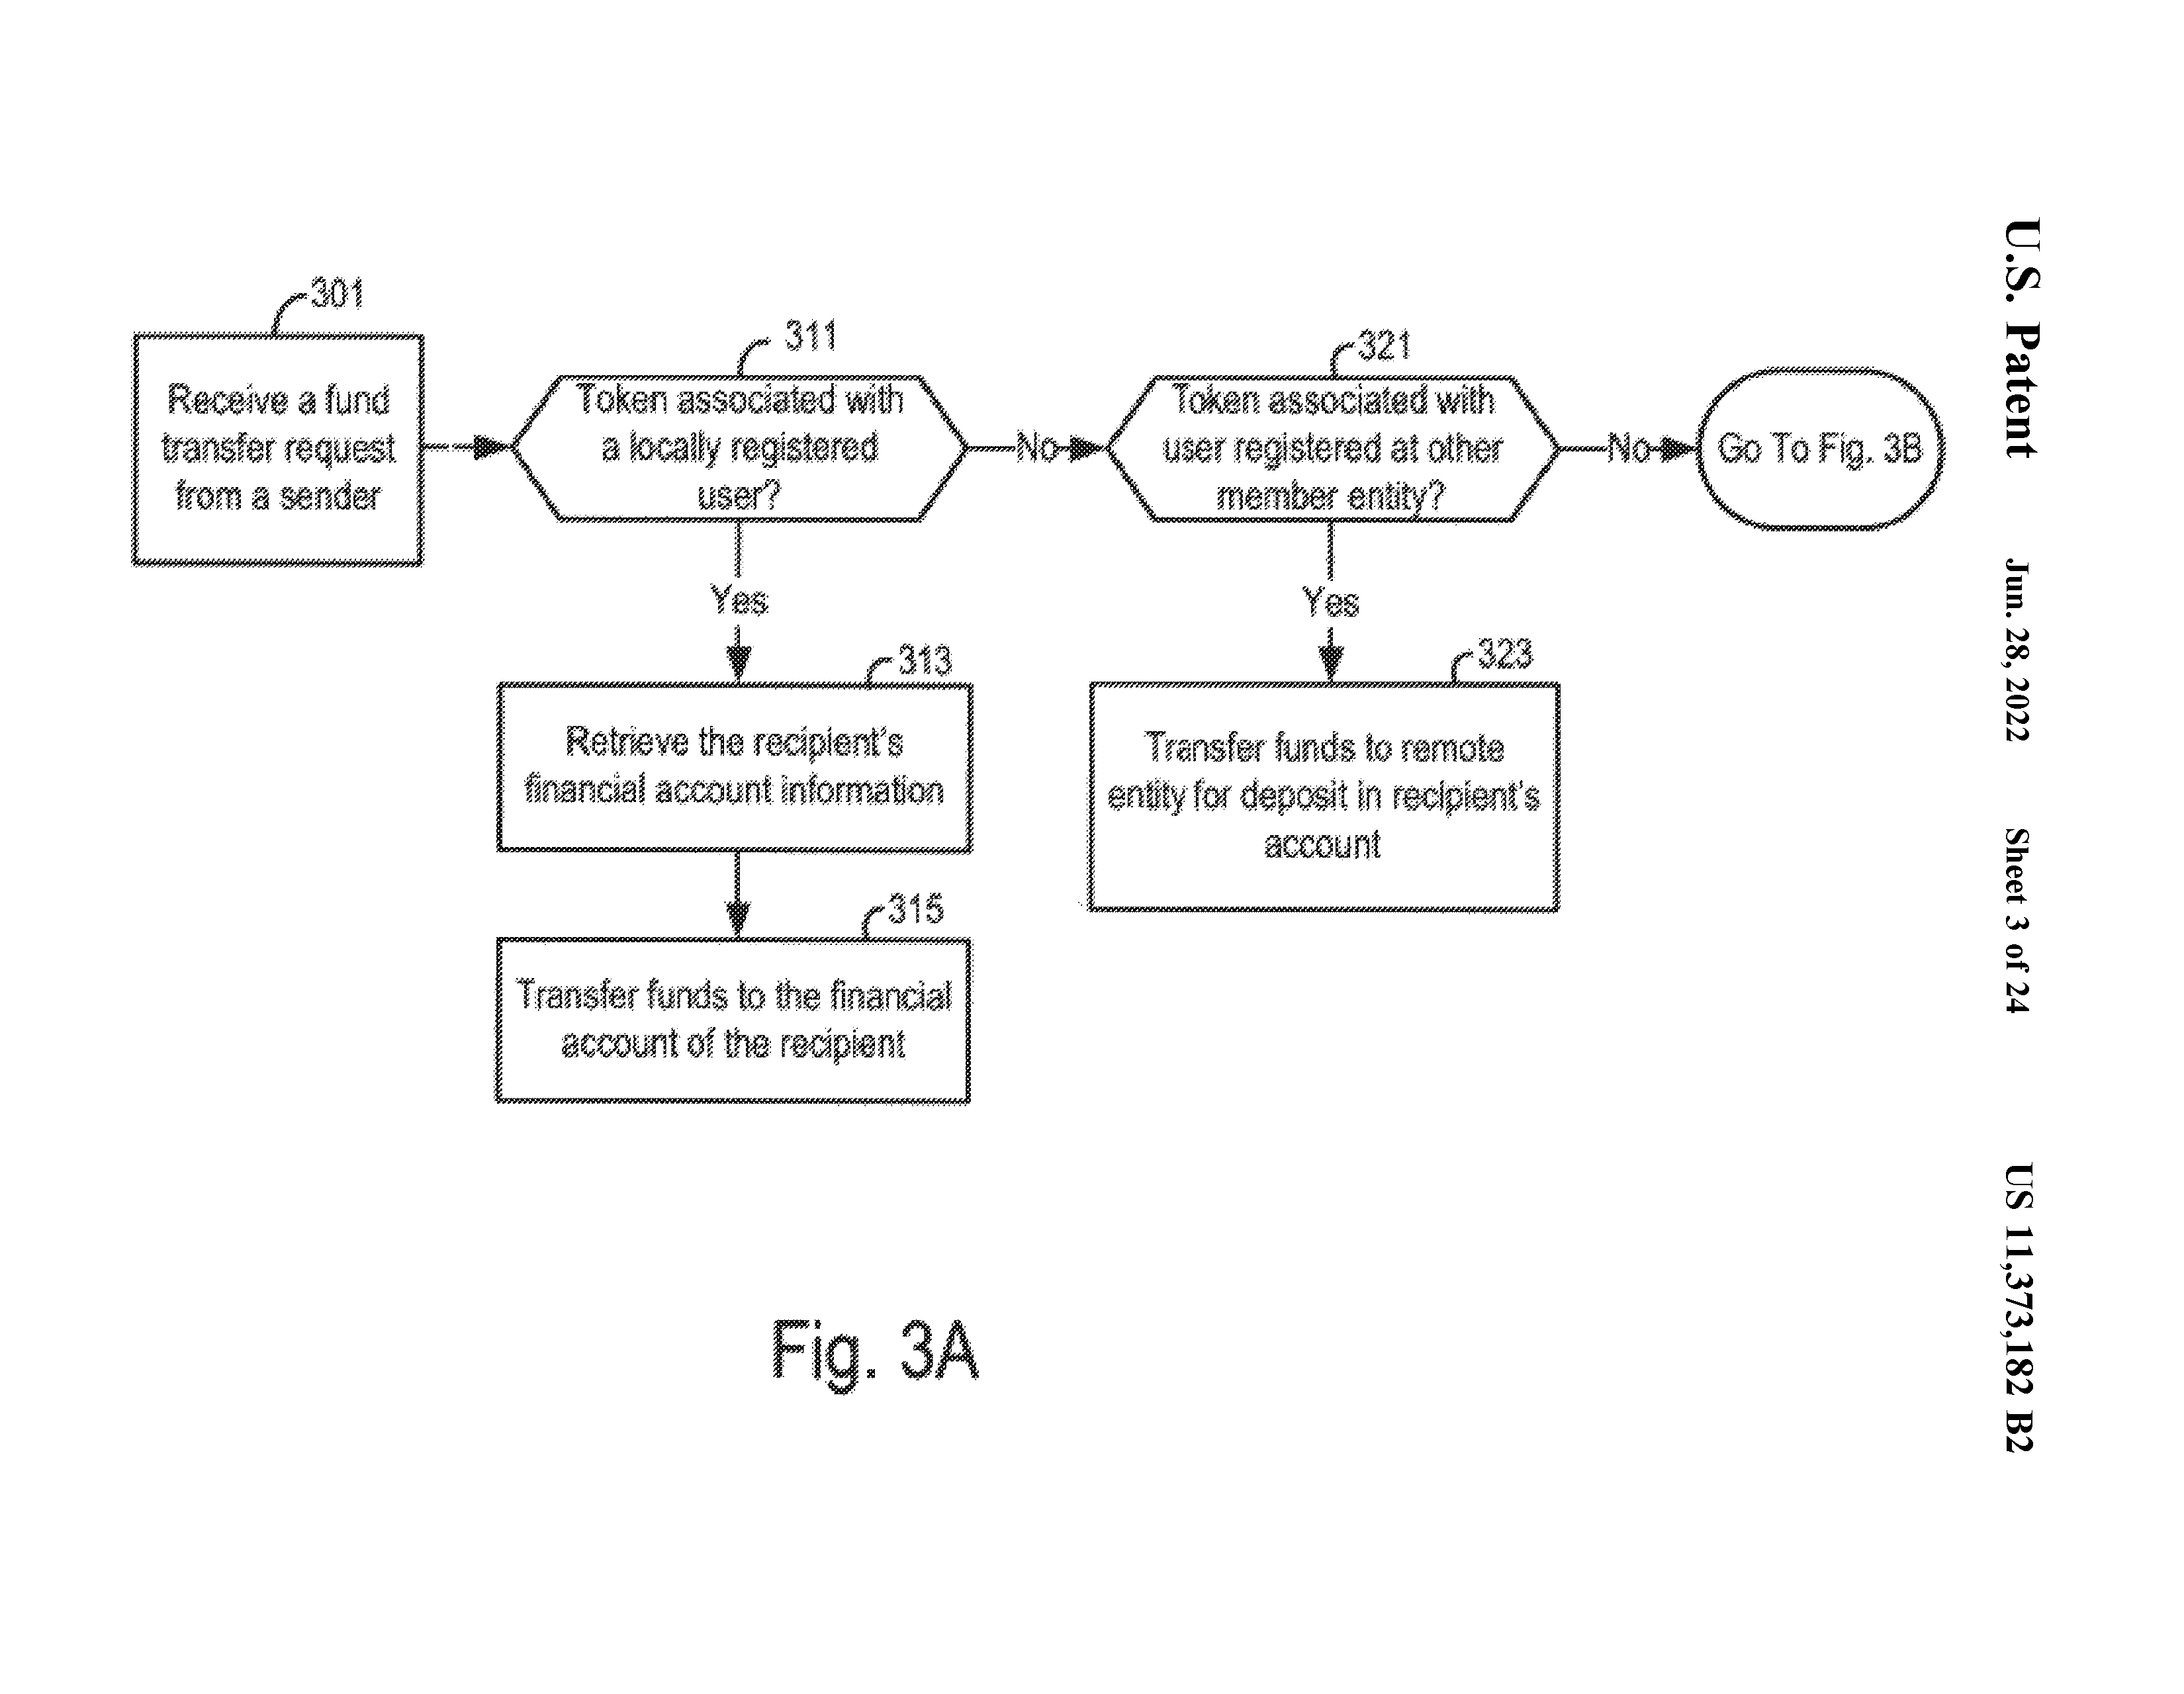 U.S. Patent
Jun. 28, 2022
Sheet 3 of 24
US 11,373,182 B2
301
Receive a fund
transfer request
from a sender
311
Token associated with
a locally registered
user?
No
321
Token associated with
user registered at other
member entity?
No
Go To Fig. 3B
Yes
313
Retrieve the recipient's
financial account information
315
Transfer funds to the financial
account of the recipient
Yes
323
Transfer funds to remote
entity for deposit in recipient's
account
Fig. 3A